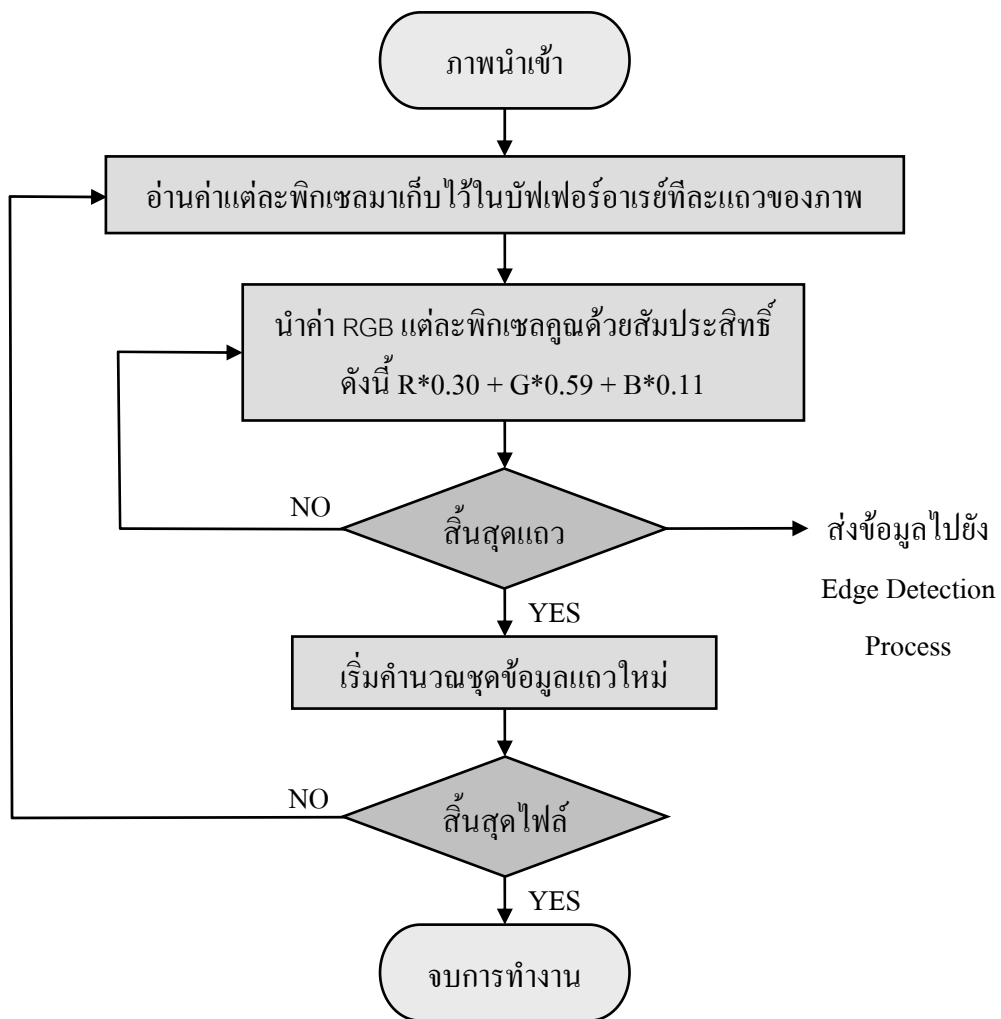 ภาพนำเข้า
อ่านค่าแต่ละพิกเซลมาเก็บไว้ในบัฟเฟอร์อาเรย์ทีละแถวของภาพ
นำค่า RGB แต่ละพิกเซลคูณด้วยสัมประสิทธิ์
ดังนี้ R*0.30 + G*0.59 + B*0.11
NO
สิ้นสุดแถว
ส่งข้อมูลไปยัง
Edge Detection
Process
YES
เริ่มคำนวณชุดข้อมูลแถวใหม่
NO
สิ้นสุดไฟล์
YES
จบการทำงาน